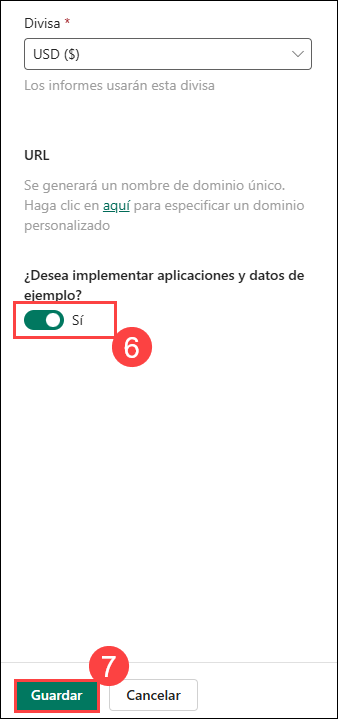 Divisa *
USD ($)
Los informes usarán esta divisa
URL
Se generará un nombre de dominio único.
Haga clic en aquí para especificar un dominio
personalizado
¿Desea implementar aplicaciones y datos de
ejemplo?
Sí
6
7
Guardar
Cancelar